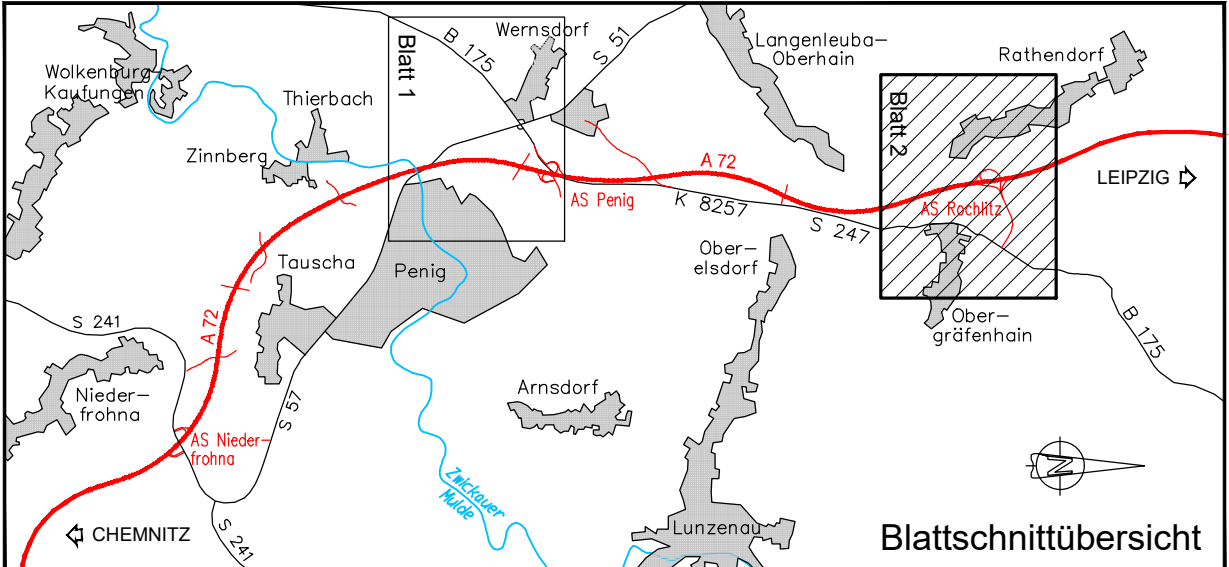 Wernsdorf
B 175
S 51
Langenleuba-
Oberhain
Rathendorf
Wolkenburg
Kaufungen
Thierbach
Zinnberg
Blatt 1
Blatt 2
A 72
AS Penig
K 8257
S 247
AS Rochlitz
LEIPZIG
Tauscha
Penig
Ober-
elsdorf
Ober-
gräfenhain
B 175
S 241
A 72
Nieder-
frohna
AS Nieder-
frohna
S 57
Arnsdorf
Zwickauer
Mulde
Lunzenau
N
CHEMNITZ
S 241
Blattschnittübersicht